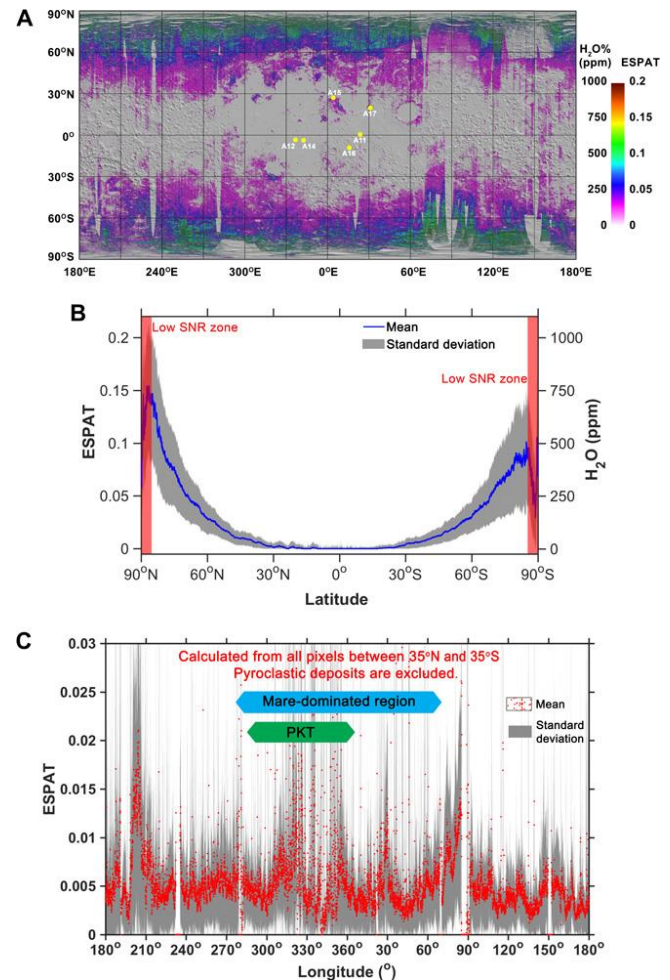 A
90°N
60°N
30°N
0°
30°S
60°S
90°S
180°E
240°E
300°E
0°E
60°E
120°E
180°E
A15
A17
A12
A14
A11
A16
H₂O%
(ppm)
ESPAT
1000
0.2
750
0.15
500
0.1
250
0.05
0
0
B
Low SNR zone
Mean
Standard deviation
Low SNR zone
ESPAT
0.2
0.15
0.1
0.05
0
1000
750
500
250
0
H₂O (ppm)
90°N
60°N
30°N
0°
30°S
60°S
90°S
Latitude
C
Calculated from all pixels between 35°N and 35°S
Pyroclastic deposits are excluded.
Mare-dominated region
PKT
Mean
Standard
deviation
ESPAT
0.03
0.025
0.02
0.015
0.01
0.005
0
180°
210°
240°
270°
300°
330°
360°
30°
60°
90°
120°
150°
180°
Longitude (°)